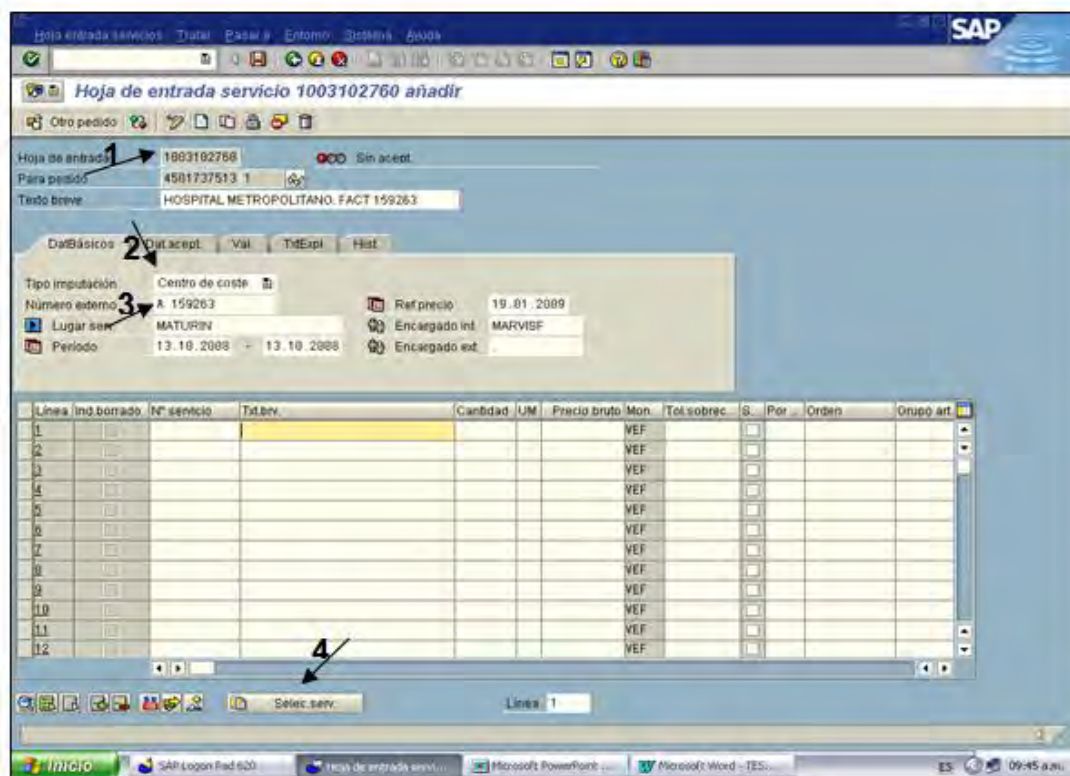 Hoja entrada servicios Tratar Pasar a Entorno Sistema Ayuda
SAP
Hoja de entrada servicio 1003102760 añadir
Otro pedido
1
Hoja de entrada 1003102760 Sin acept.
Para pedido 4501737513 1
Texto breve HOSPITAL METROPOLITANO. FACT 159263
DatBásicos 2 Dat.acept. Val. TxtExpl Hist.
Tipo imputación Centro de coste
Número externo 3 A 159263 Ref.precio 19.01.2009
Lugar serv. MATURIN Encargado int. MARVISF
Período 13.10.2008 - 13.10.2008 Encargado ext.
Línea Ind.borrado Nº servicio Txt.brv. Cantidad UM Precio bruto Mon. Tol.sobrec. S... Por ... Orden Grupo art.
1 VEF
2 VEF
3 VEF
4 VEF
5 VEF
6 VEF
7 VEF
8 VEF
9 VEF
10 VEF
11 VEF
12 VEF
4
Selec.serv. Línea 1
Inicio SAP Logon Pad 620 Hoja de entrada servi... Microsoft PowerPoint ... Microsoft Word - TES... ES 09:45 a.m.